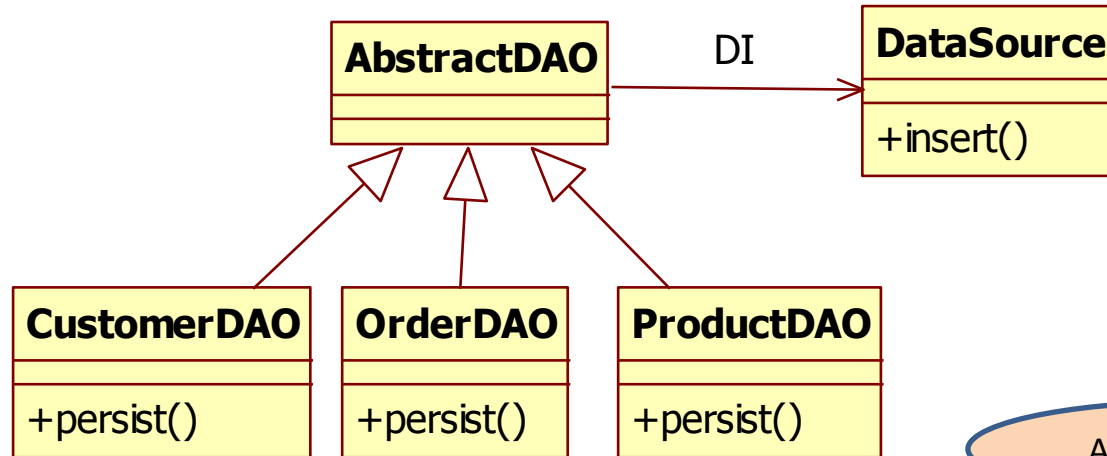 AbstractDAO
DI
DataSource
+insert()
CustomerDAO
+persist()
OrderDAO
+persist()
ProductDAO
+persist()
A